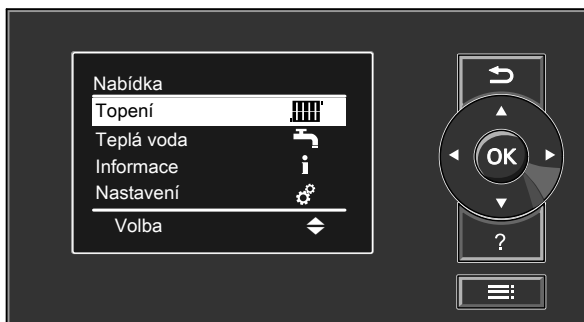 Nabídka
Topení
Teplá voda
Informace
Nastavení
Volba
OK
?